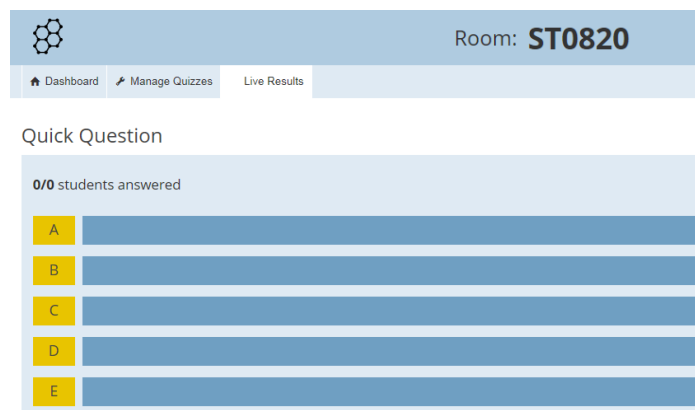 Room: ST0820
Dashboard Manage Quizzes Live Results
Quick Question
0/0 students answered
A
B
C
D
E